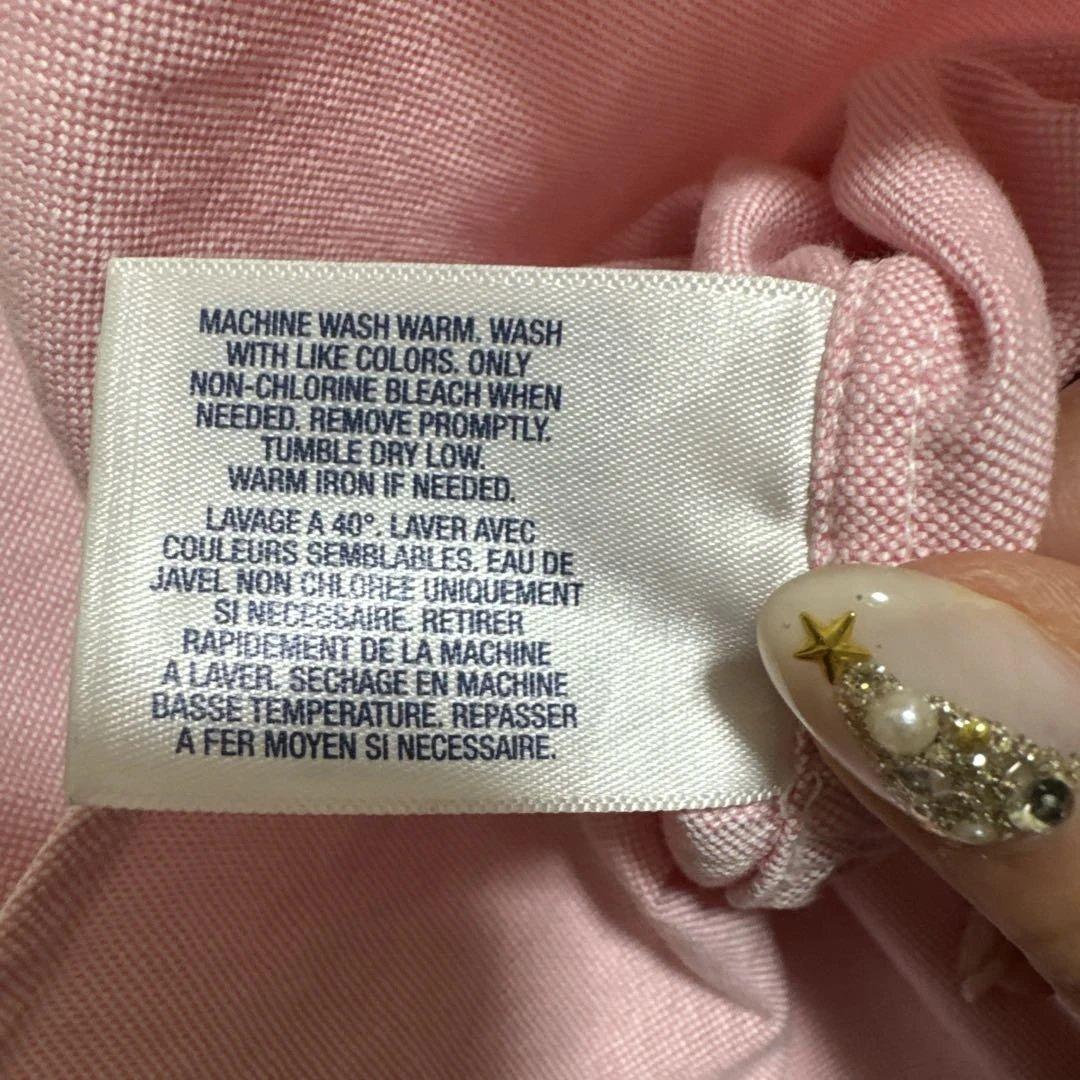 MACHINE WASH WARM. WASH
WITH LIKE COLORS. ONLY
NON-CHLORINE BLEACH WHEN
NEEDED. REMOVE PROMPTLY.
TUMBLE DRY LOW.
WARM IRON IF NEEDED.
LAVAGE A 40°. LAVER AVEC
COULEURS SEMBLABLES. EAU DE
JAVEL NON CHLOREE UNIQUEMENT
SI NECESSAIRE. RETIRER
RAPIDEMENT DE LA MACHINE
A LAVER. SECHAGE EN MACHINE
BASSE TEMPERATURE. REPASSER
A FER MOYEN SI NECESSAIRE.